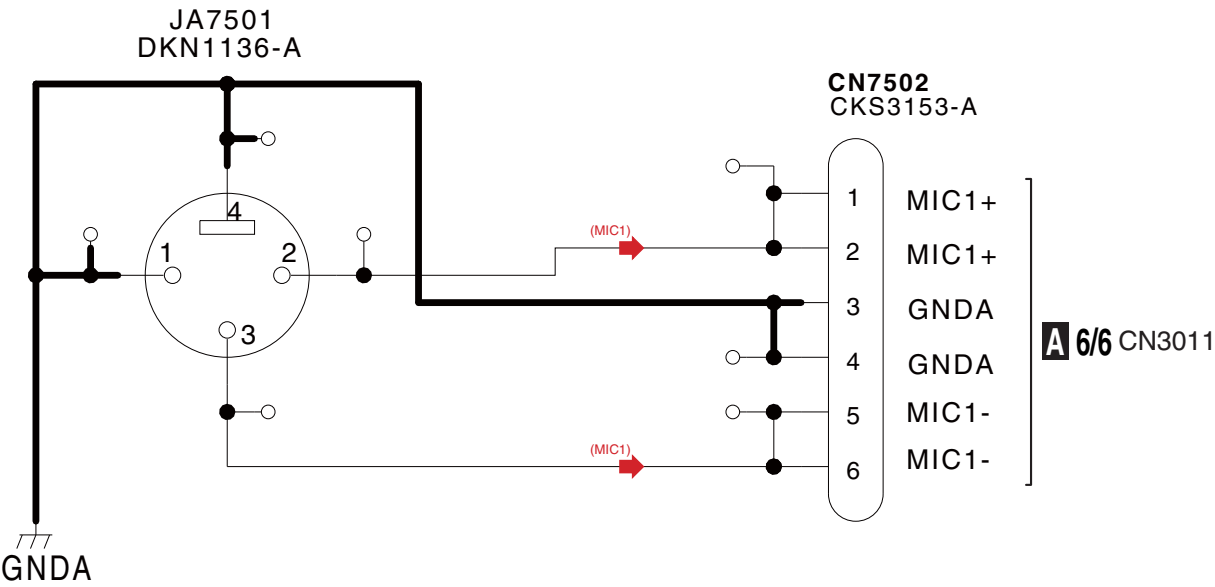 JA7501
DKN1136-A
CN7502
CKS3153-A
4
1
2
3
(MIC1)
(MIC1)
1 MIC1+
2 MIC1+
3 GNDA
4 GNDA
5 MIC1-
6 MIC1-
A 6/6 CN3011
GNDA